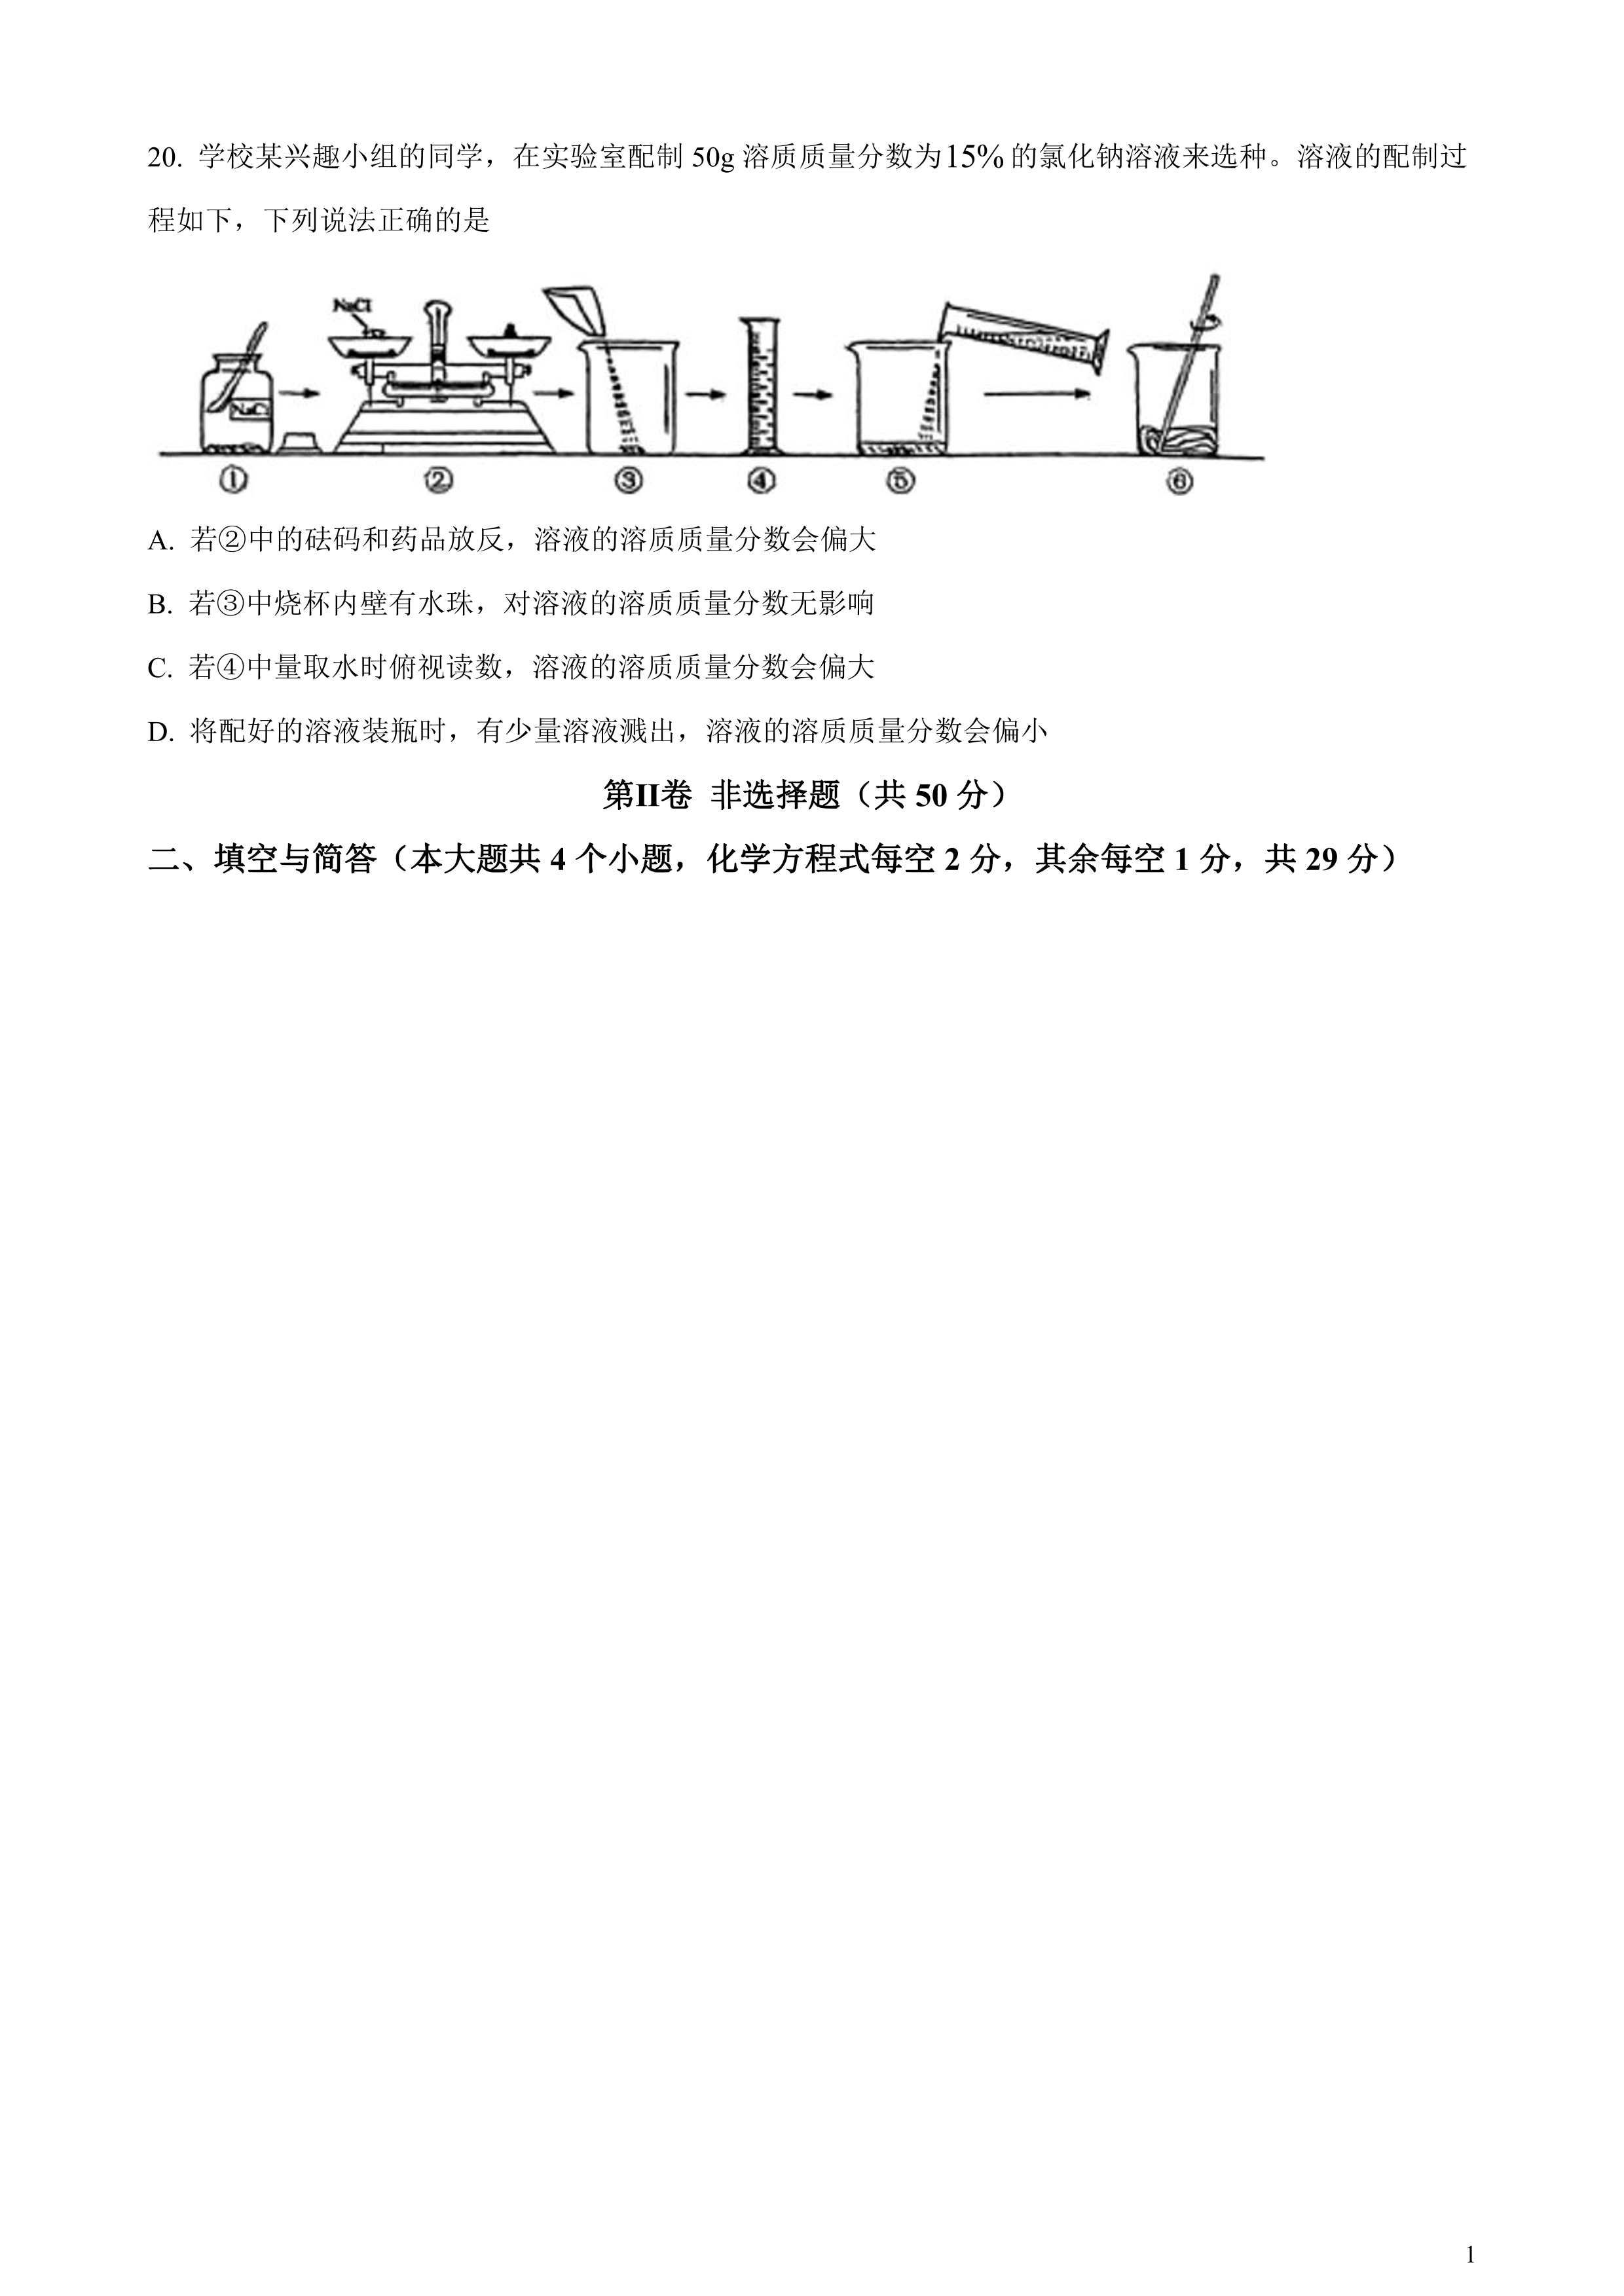 20. 学校某兴趣小组的同学，在实验室配制 50g 溶质质量分数为15% 的氯化钠溶液来选种。溶液的配制过
程如下，下列说法正确的是
NaCl
NaCl
① ② ③ ④ ⑤ ⑥
A. 若②中的砝码和药品放反，溶液的溶质质量分数会偏大
B. 若③中烧杯内壁有水珠，对溶液的溶质质量分数无影响
C. 若④中量取水时俯视读数，溶液的溶质质量分数会偏大
D. 将配好的溶液装瓶时，有少量溶液溅出，溶液的溶质质量分数会偏小
第II卷 非选择题（共 50 分）
二、填空与简答（本大题共 4 个小题，化学方程式每空 2 分，其余每空 1 分，共 29 分）
1